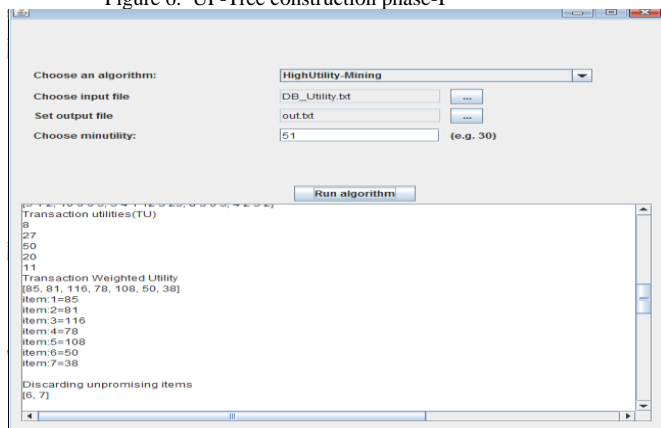 Figure 6. UP-Tree construction phase-I
Choose an algorithm: HighUtility-Mining
Choose input file DB_Utility.txt ...
Set output file out.txt ...
Choose minutility: 51 (e.g. 30)
Run algorithm
Transaction utilities(TU)
8
27
50
20
11
Transaction Weighted Utility
[85, 81, 116, 78, 108, 50, 38]
item:1=85
item:2=81
item:3=116
item:4=78
item:5=108
item:6=50
item:7=38
Discarding unpromising items
[6, 7]